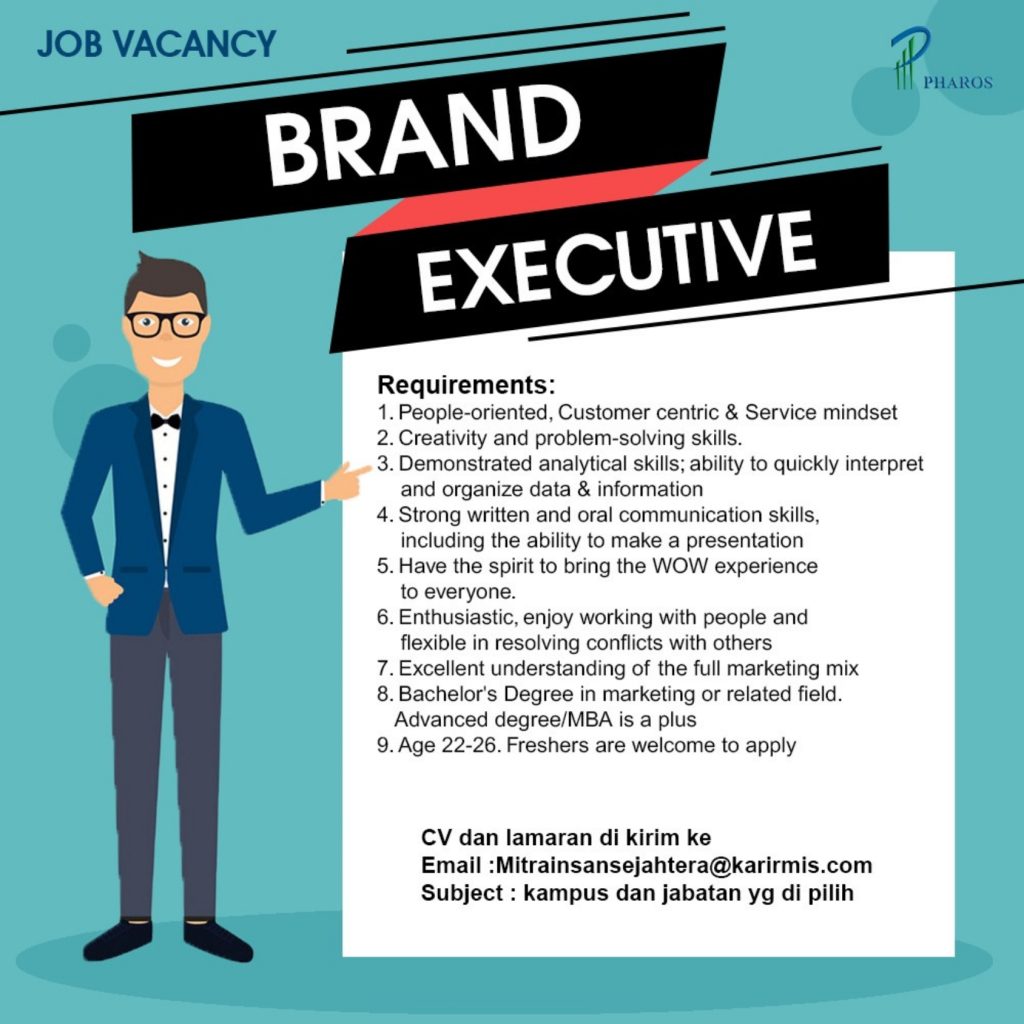 JOB VACANCY
PHAROS
BRAND
EXECUTIVE
Requirements:
1. People-oriented, Customer centric & Service mindset
2. Creativity and problem-solving skills.
3. Demonstrated analytical skills; ability to quickly interpret
and organize data & information
4. Strong written and oral communication skills,
including the ability to make a presentation
5. Have the spirit to bring the WOW experience
to everyone.
6. Enthusiastic, enjoy working with people and
flexible in resolving conflicts with others
7. Excellent understanding of the full marketing mix
8. Bachelor's Degree in marketing or related field.
Advanced degree/MBA is a plus
9. Age 22-26. Freshers are welcome to apply
CV dan lamaran di kirim ke
Email :Mitrainsansejahtera@karirmis.com
Subject : kampus dan jabatan yg di pilih